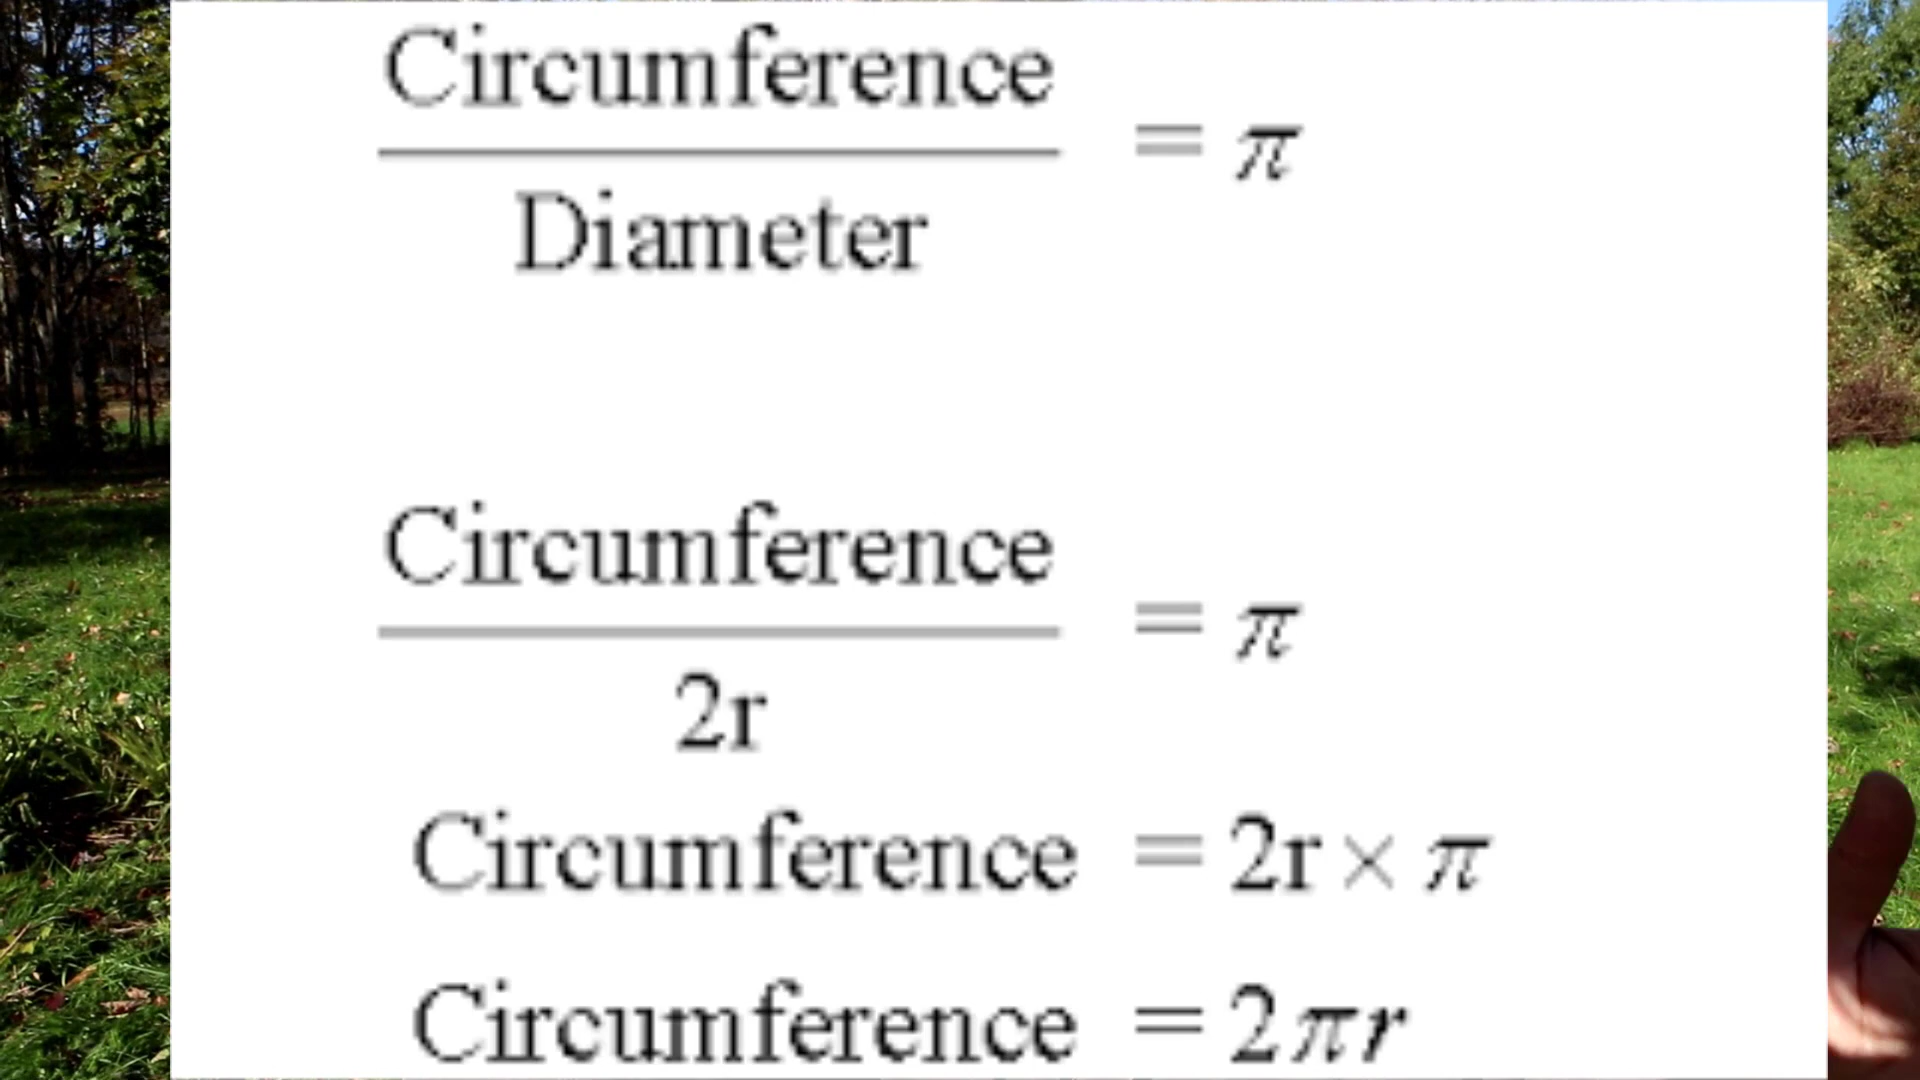 Circumference
Diameter
= π
Circumference
2r
= π
Circumference = 2r × π
Circumference = 2πr